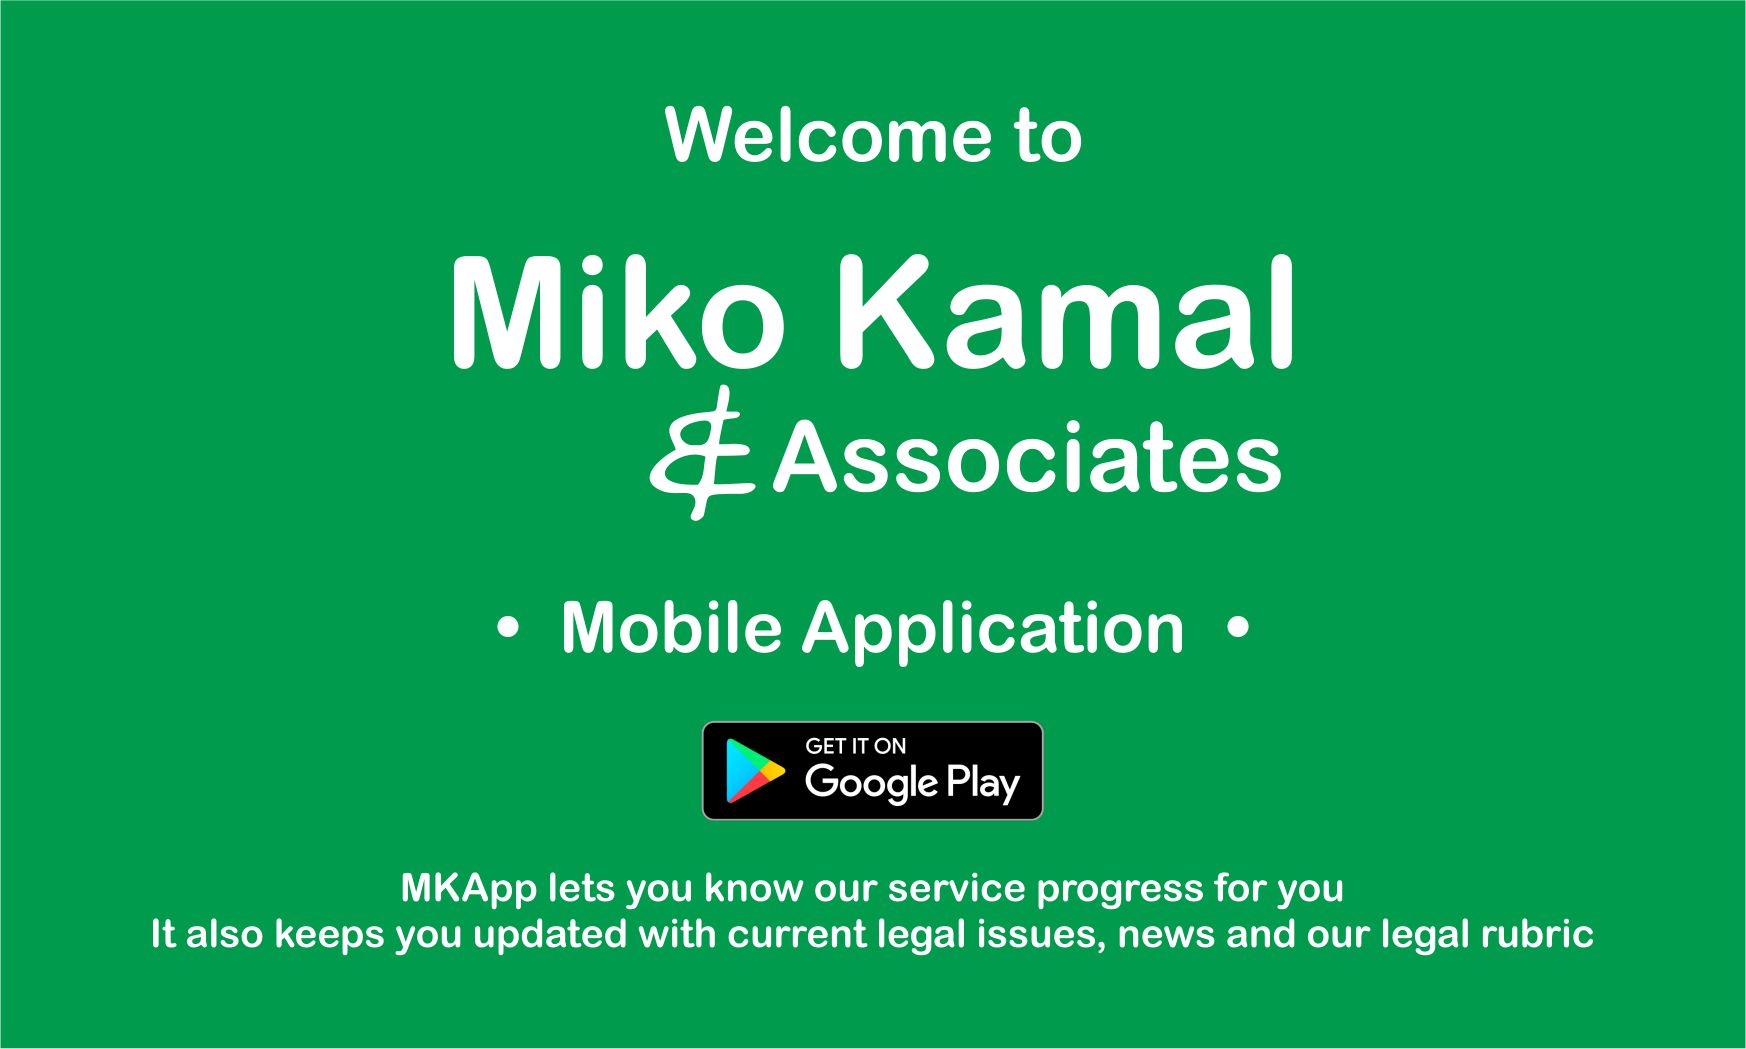 Welcome to
Miko Kamal
& Associates
• Mobile Application •
GET IT ON
Google Play
MKApp lets you know our service progress for you
It also keeps you updated with current legal issues, news and our legal rubric